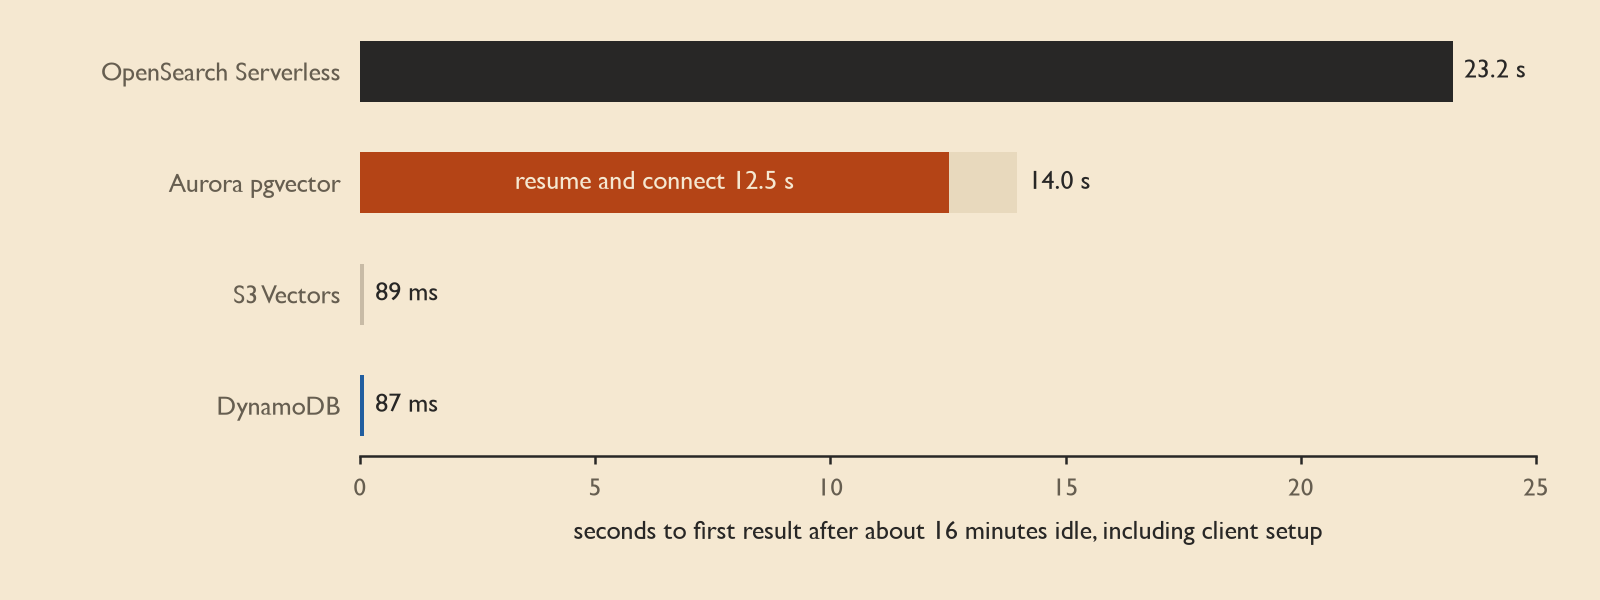 OpenSearch Serverless 23.2 s
Aurora pgvector resume and connect 12.5 s 14.0 s
S3 Vectors 89 ms
DynamoDB 87 ms
0 5 10 15 20 25
seconds to first result after about 16 minutes idle, including client setup